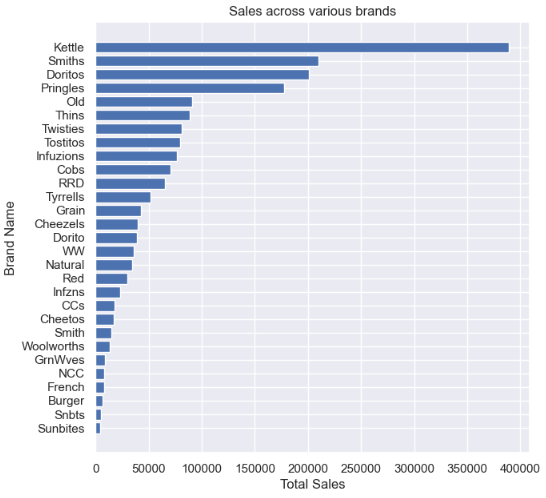 Sales across various brands
Brand Name
Kettle
Smiths
Doritos
Pringles
Old
Thins
Twisties
Tostitos
Infuzions
Cobs
RRD
Tyrrells
Grain
Cheezels
Dorito
WW
Natural
Red
Infzns
CCs
Cheetos
Smith
Woolworths
GrnWves
NCC
French
Burger
Snbts
Sunbites
0 50000 100000 150000 200000 250000 300000 350000 400000
Total Sales